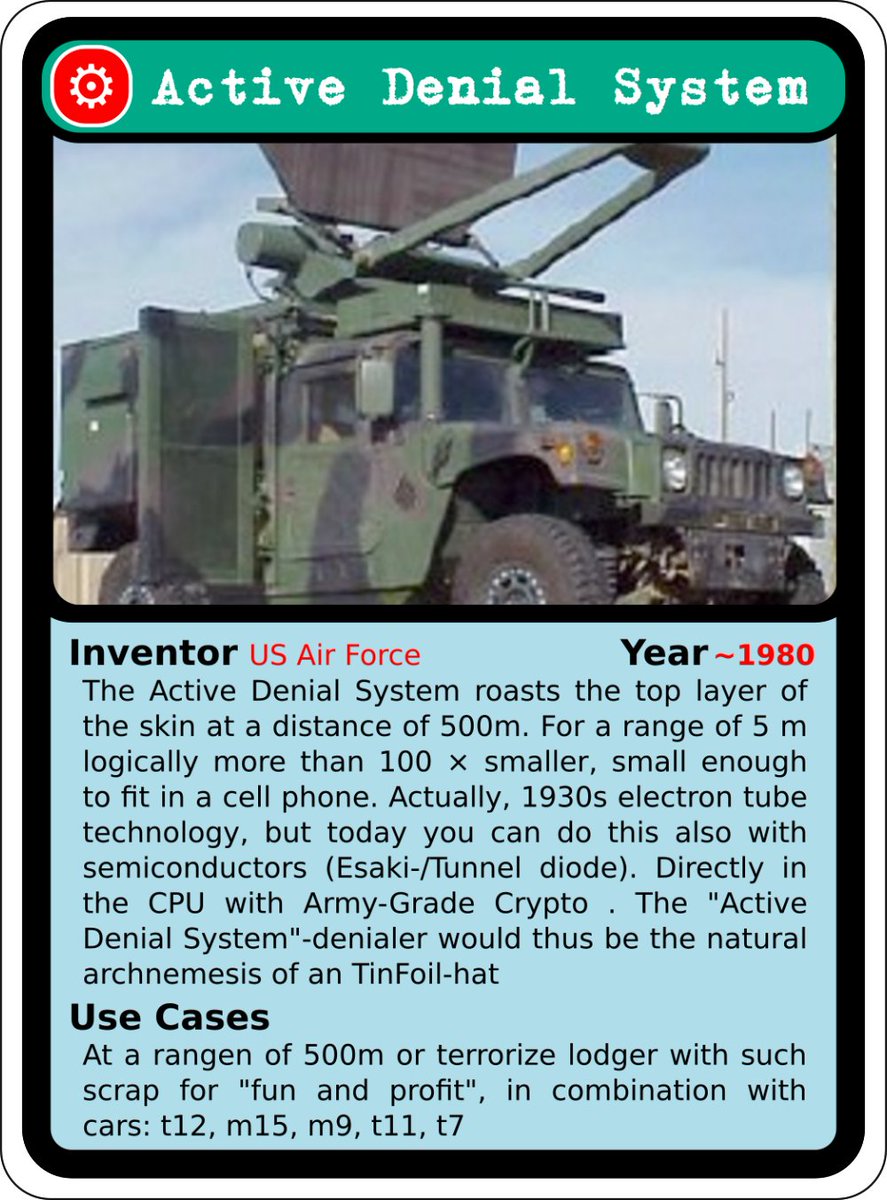 Active Denial System
Inventor US Air Force Year ~1980
The Active Denial System roasts the top layer of
the skin at a distance of 500m. For a range of 5 m
logically more than 100 × smaller, small enough
to fit in a cell phone. Actually, 1930s electron tube
technology, but today you can do this also with
semiconductors (Esaki-/Tunnel diode). Directly in
the CPU with Army-Grade Crypto . The "Active
Denial System"-denialer would thus be the natural
archnemesis of an TinFoil-hat
Use Cases
At a rangen of 500m or terrorize lodger with such
scrap for "fun and profit", in combination with
cars: t12, m15, m9, t11, t7